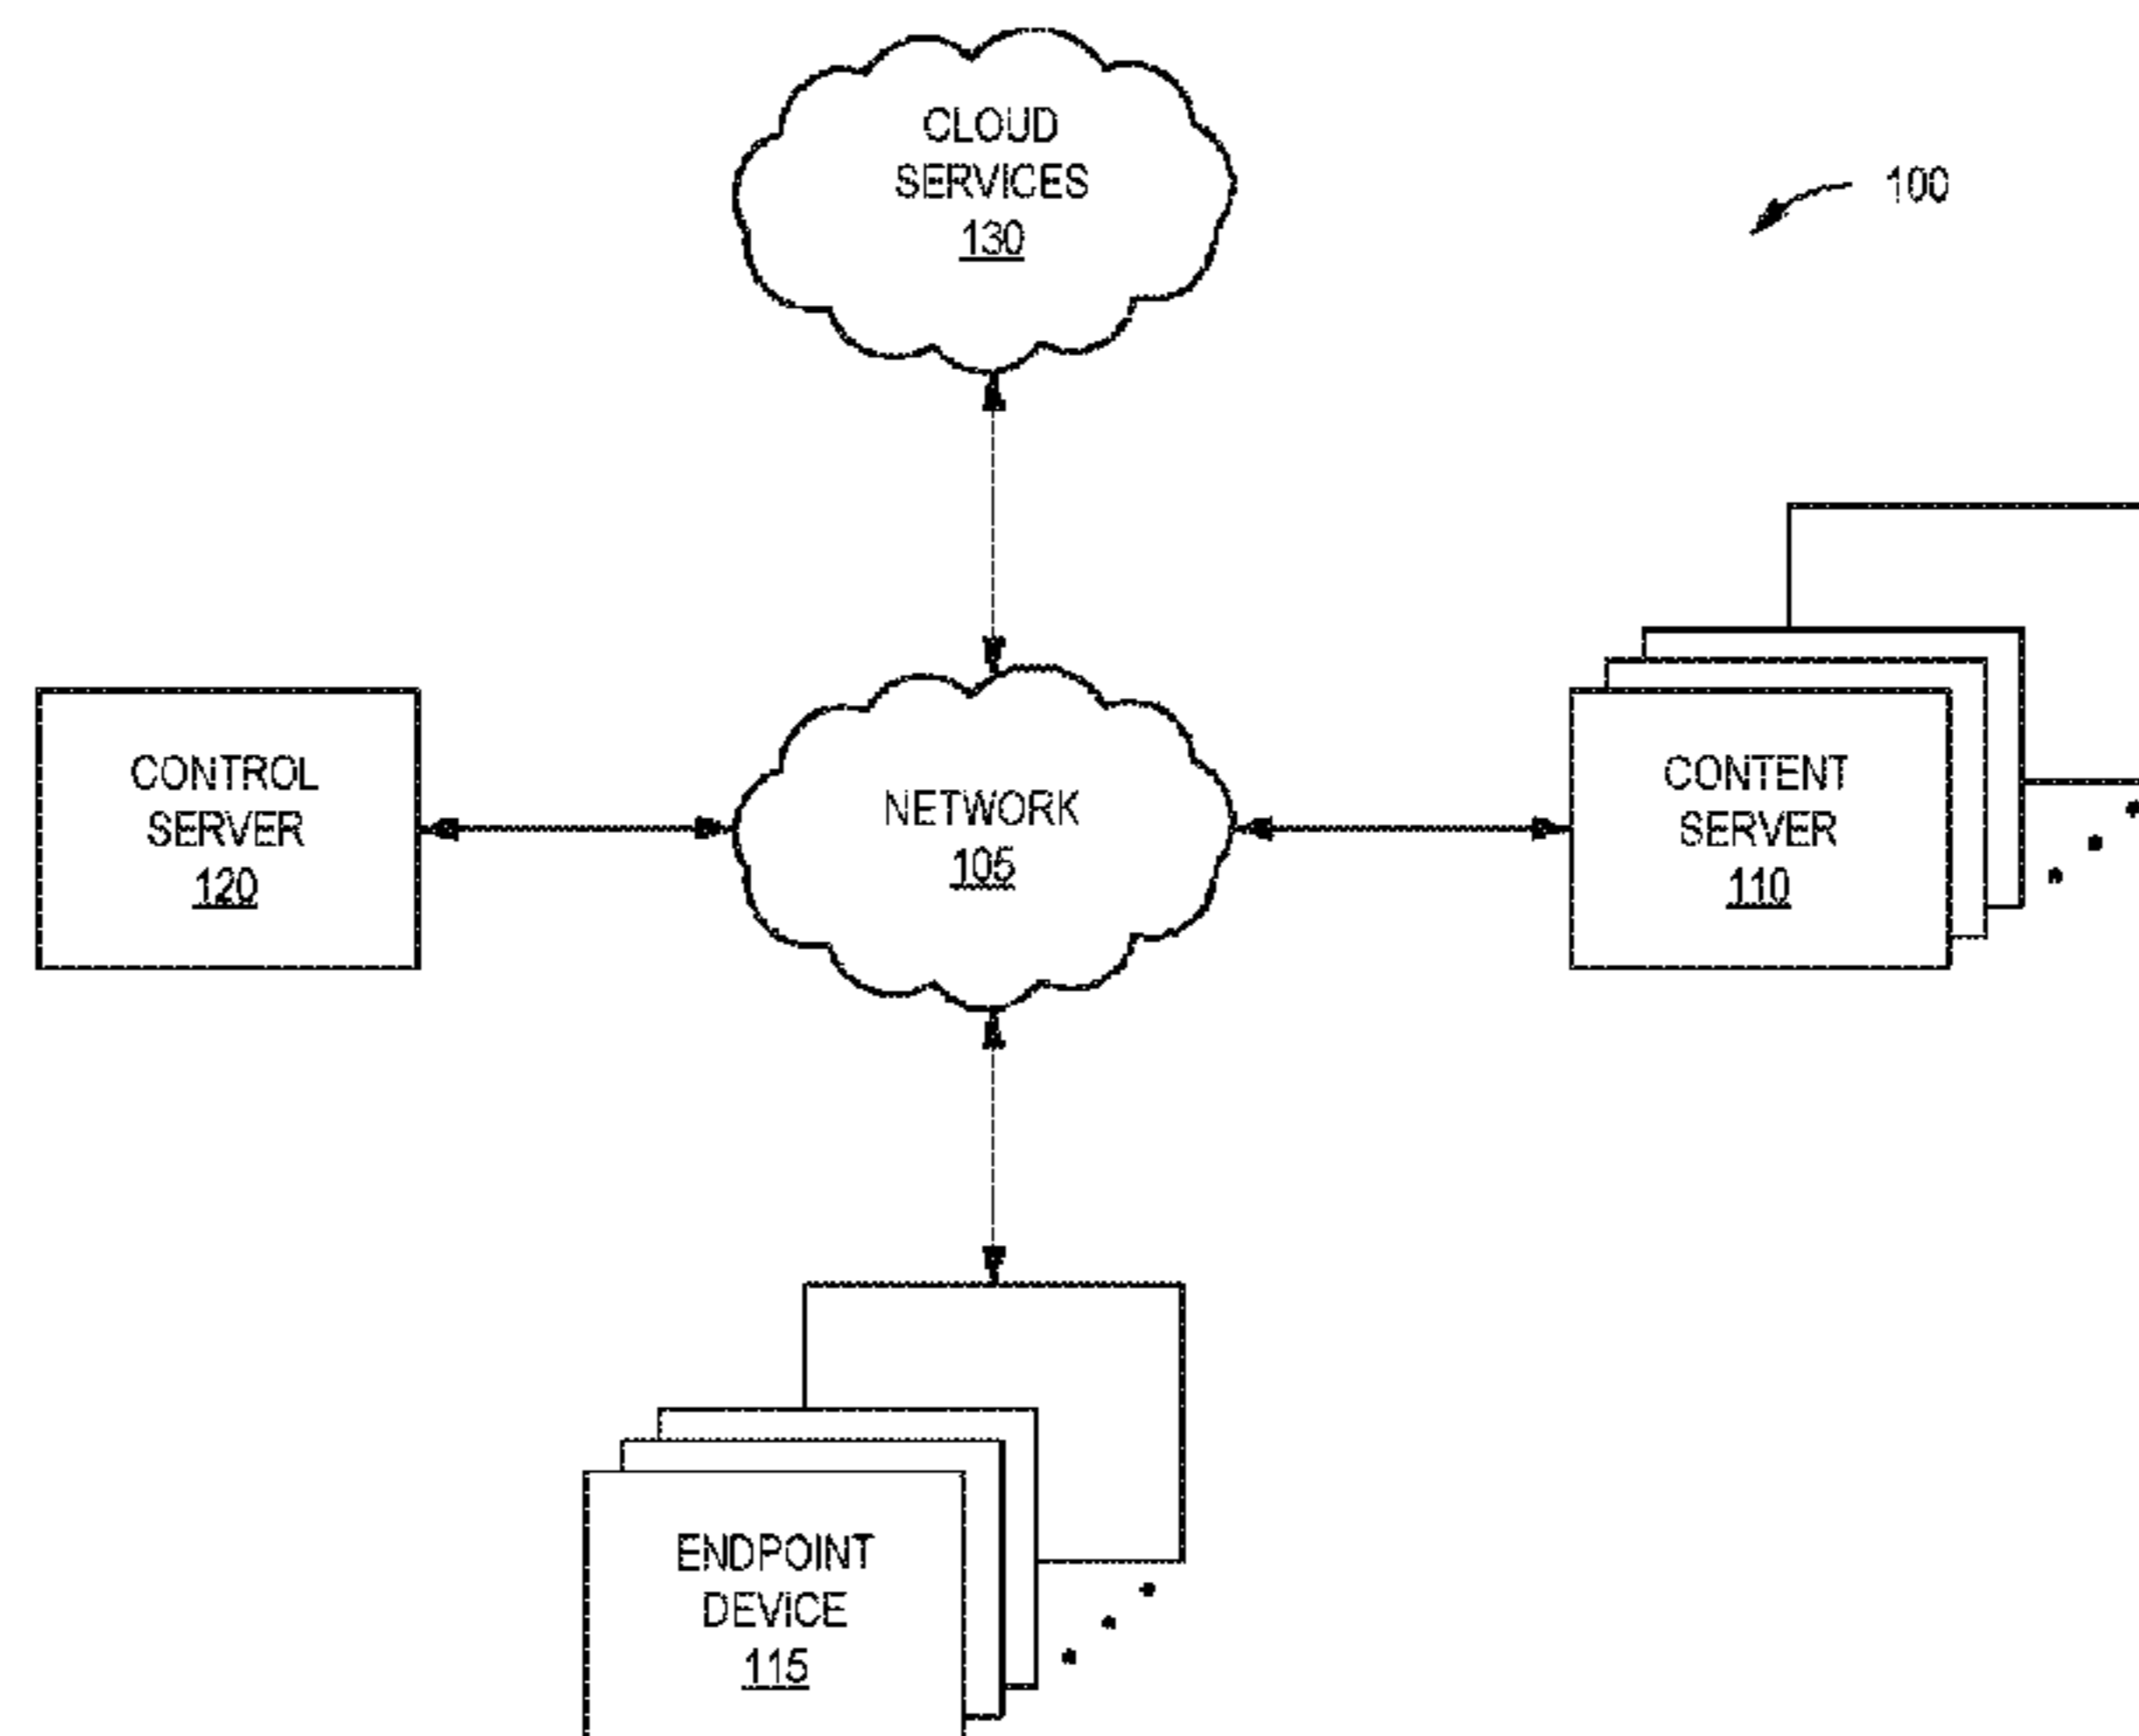 CLOUD
SERVICES
130
100
CONTROL
SERVER
120
NETWORK
105
CONTENT
SERVER
110
ENDPOINT
DEVICE
115